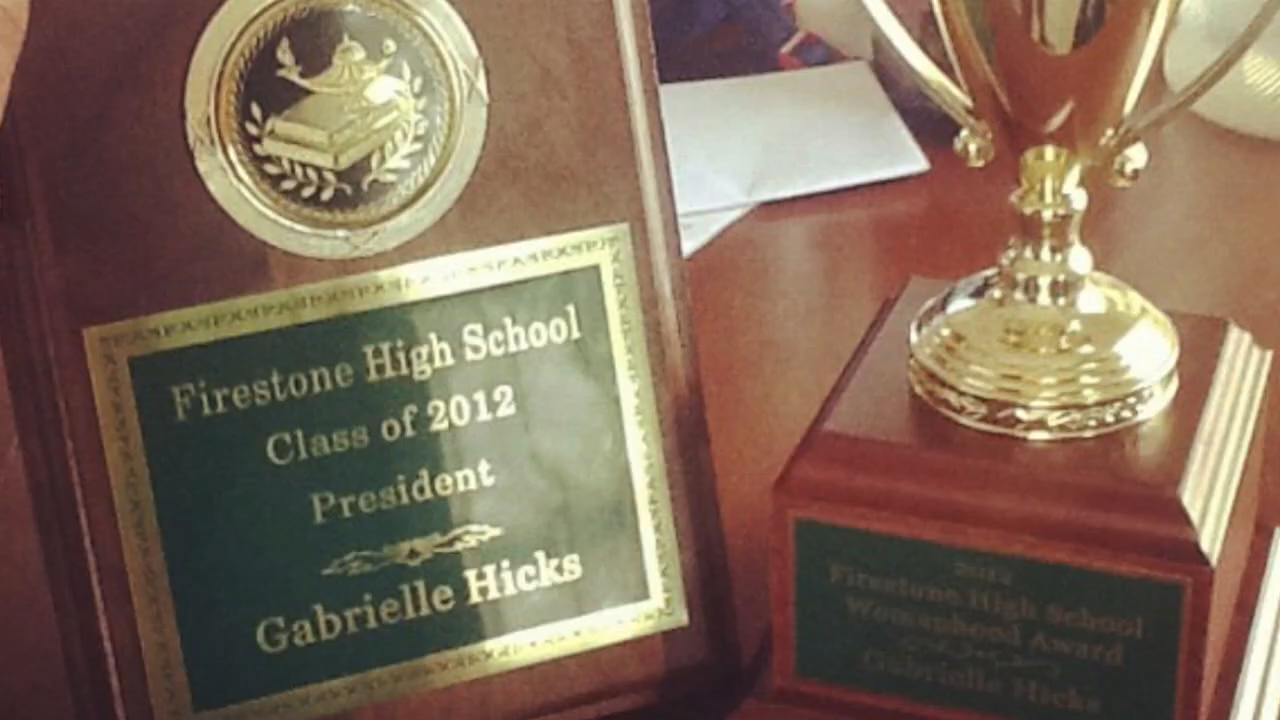 Firestone High School
Class of 2012
President
Gabrielle Hicks
2012
Firestone High School
Womanhood Award
Gabrielle Hicks